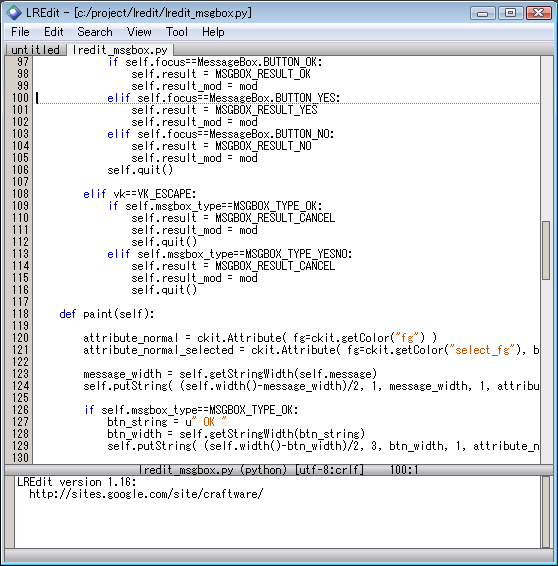 LREdit - [c:/project/lredit/lredit_msgbox.py]
File Edit Search View Tool Help
untitled lredit_msgbox.py
97 if self.focus==MessageBox.BUTTON_OK:
98 self.result = MSGBOX_RESULT_OK
99 self.result_mod = mod
100 elif self.focus==MessageBox.BUTTON_YES:
101 self.result = MSGBOX_RESULT_YES
102 self.result_mod = mod
103 elif self.focus==MessageBox.BUTTON_NO:
104 self.result = MSGBOX_RESULT_NO
105 self.result_mod = mod
106 self.quit()
107
108 elif vk==VK_ESCAPE:
109 if self.msgbox_type==MSGBOX_TYPE_OK:
110 self.result = MSGBOX_RESULT_CANCEL
111 self.result_mod = mod
112 self.quit()
113 elif self.msgbox_type==MSGBOX_TYPE_YESNO:
114 self.result = MSGBOX_RESULT_CANCEL
115 self.result_mod = mod
116 self.quit()
117
118 def paint(self):
119
120 attribute_normal = ckit.Attribute( fg=ckit.getColor("fg") )
121 attribute_normal_selected = ckit.Attribute( fg=ckit.getColor("select_fg"), b
122
123 message_width = self.getStringWidth(self.message)
124 self.putString( (self.width()-message_width)/2, 1, message_width, 1, attribu
125
126 if self.msgbox_type==MSGBOX_TYPE_OK:
127 btn_string = u" OK "
128 btn_width = self.getStringWidth(btn_string)
129 self.putString( (self.width()-btn_width)/2, 3, btn_width, 1, attribute_n
130
lredit_msgbox.py (python) [utf-8:crlf] 100:1
LREdit version 1.16:
http://sites.google.com/site/craftware/